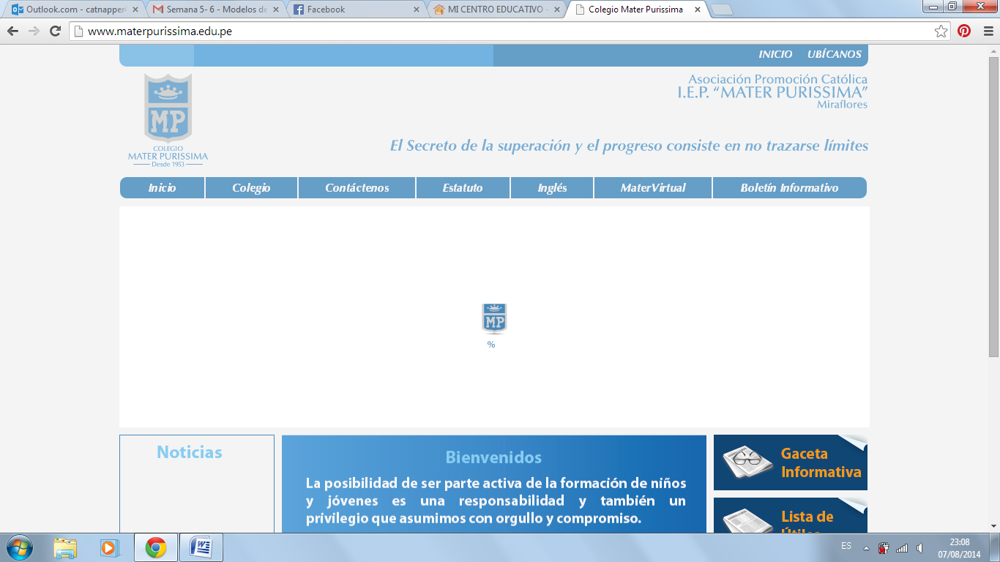 Outlook.com - catnapper
Semana 5- 6 - Modelos de
Facebook
MI CENTRO EDUCATIVO -
Colegio Mater Purissima
www.materpurissima.edu.pe
INICIO UBÍCANOS
MP
COLEGIO
MATER PURISSIMA
Desde 1953
Asociación Promoción Católica
I.E.P. “MATER PURISSIMA”
Miraflores
El Secreto de la superación y el progreso consiste en no trazarse límites
Inicio Colegio Contáctenos Estatuto Inglés MaterVirtual Boletín Informativo
MP
%
Noticias
Bienvenidos
La posibilidad de ser parte activa de la formación de niños
y jóvenes es una responsabilidad y también un
privilegio que asumimos con orgullo y compromiso.
Gaceta
Informativa
Lista de
Útiles
ES
23:08
07/08/2014